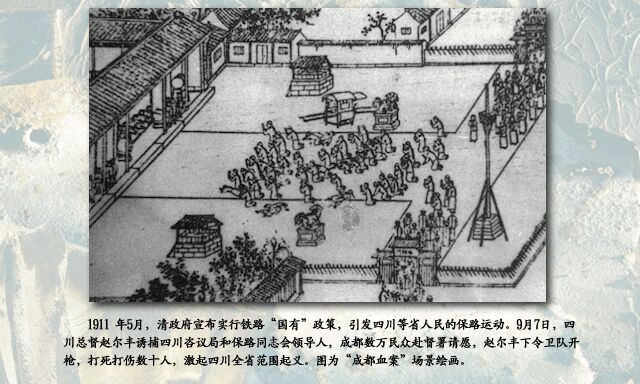 1911 年5月，清政府宣布实行铁路“国有”政策，引发四川等省人民的保路运动。9月7日，四
川总督赵尔丰诱捕四川咨议局和保路同志会领导人，成都数万民众赴督署请愿，赵尔丰下令卫队开
枪，打死打伤数十人，激起四川全省范围起义。图为“成都血案”场景绘画。